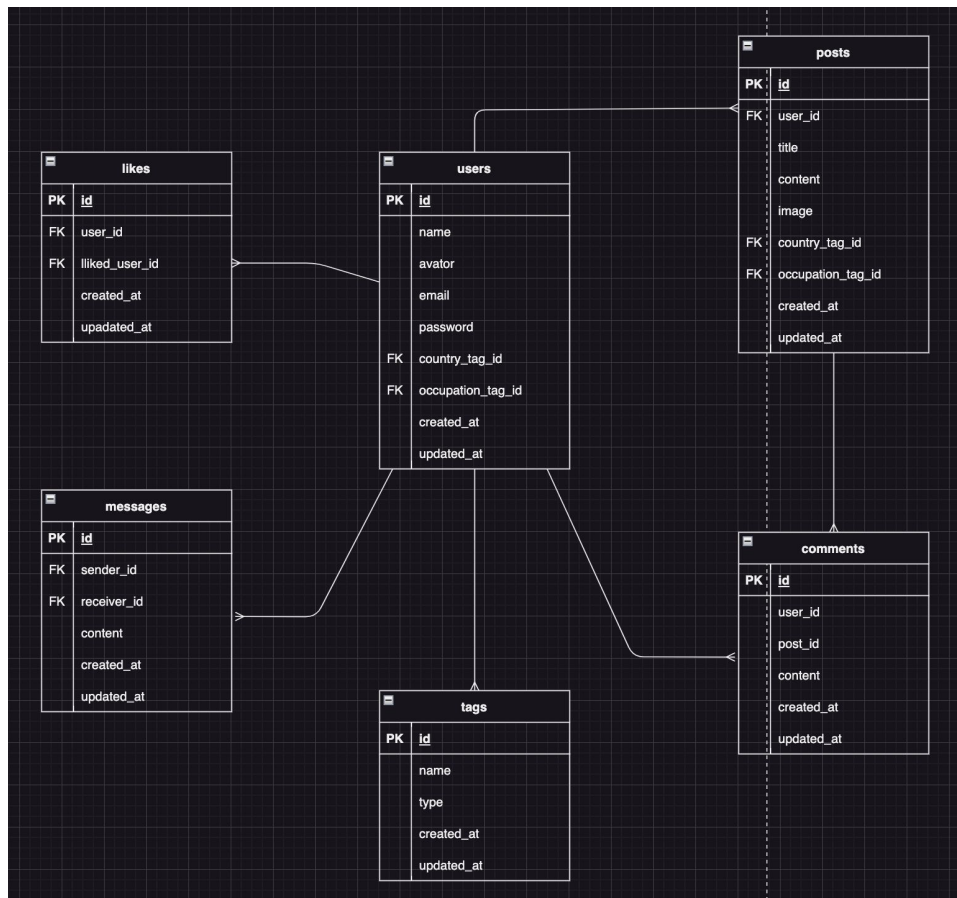 posts
PK id
FK user_id
title
content
image
FK country_tag_id
FK occupation_tag_id
created_at
updated_at
likes
PK id
FK user_id
FK lliked_user_id
created_at
upadated_at
users
PK id
name
avator
email
password
FK country_tag_id
FK occupation_tag_id
created_at
updated_at
messages
PK id
FK sender_id
FK receiver_id
content
created_at
updated_at
comments
PK id
user_id
post_id
content
created_at
updated_at
tags
PK id
name
type
created_at
updated_at